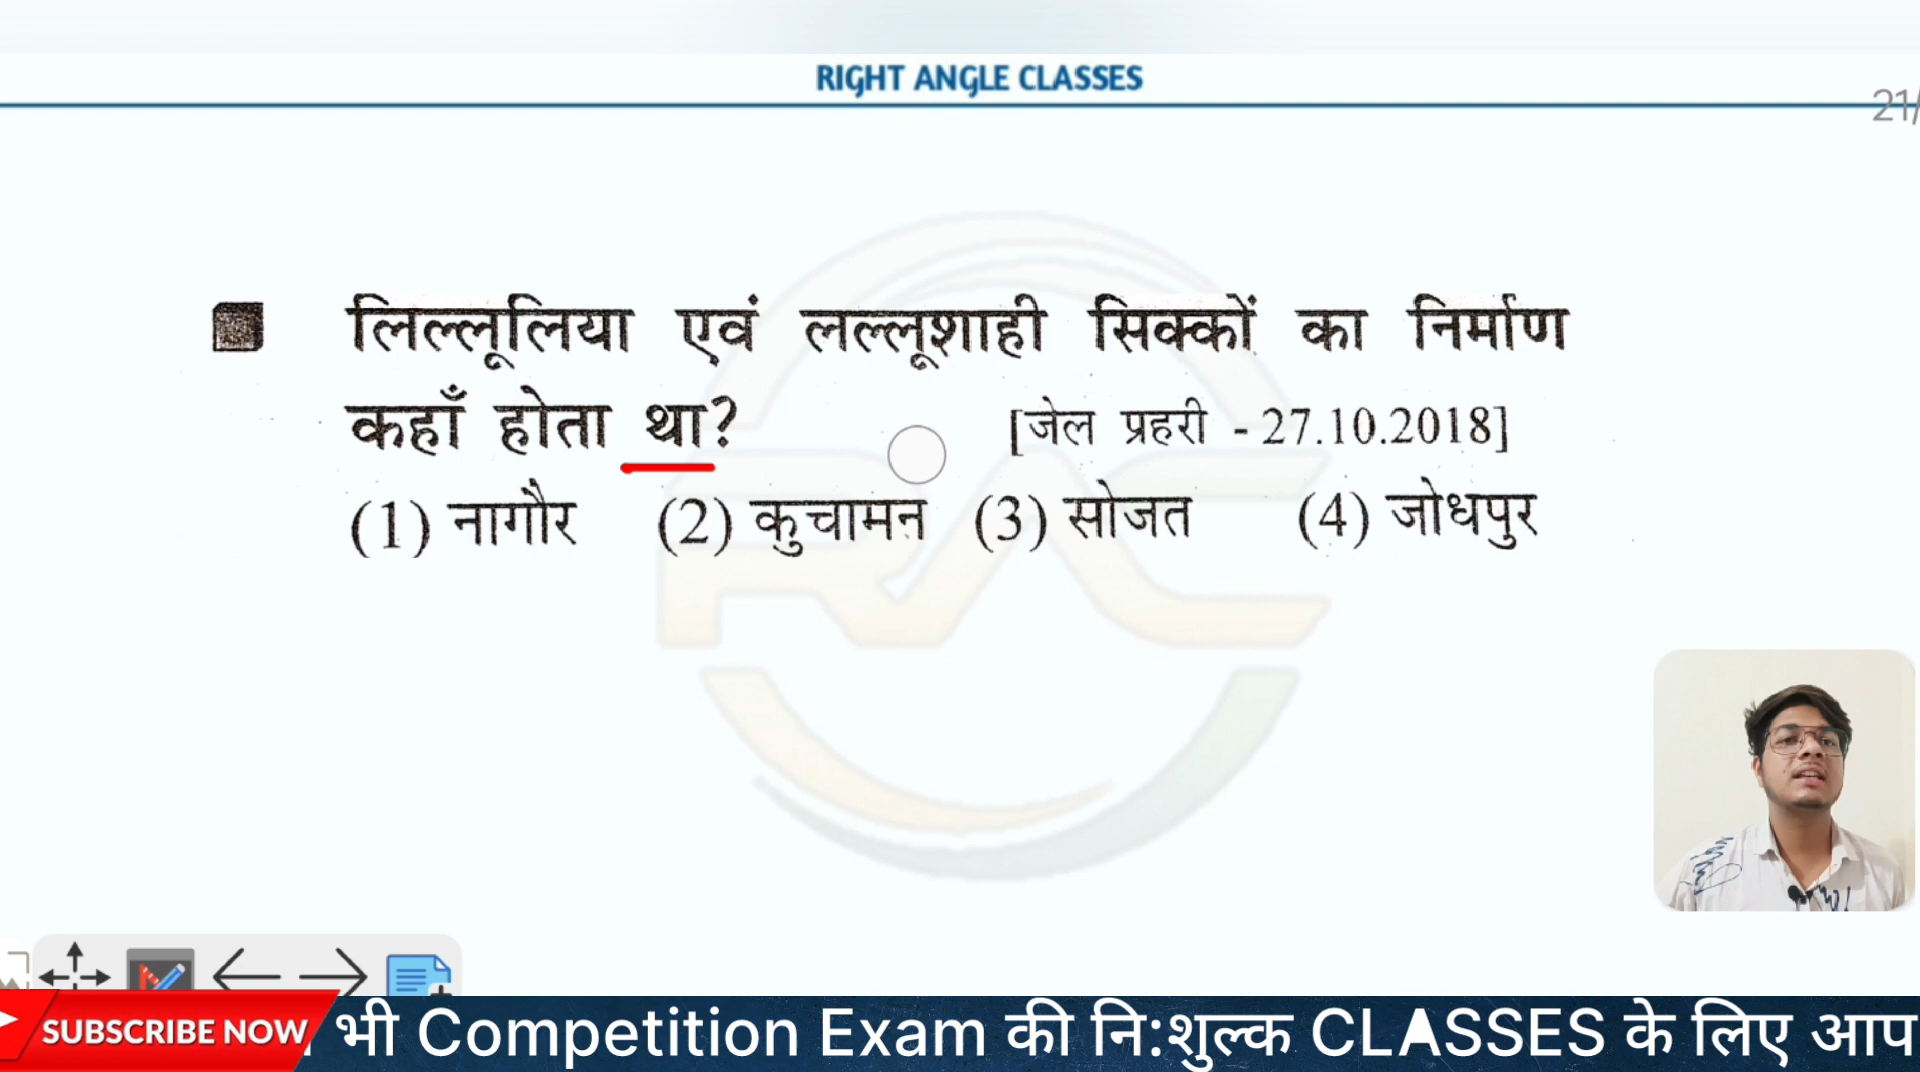 RIGHT ANGLE CLASSES
21/
लिल्लूलिया एवं लल्लूशाही सिक्कों का निर्माण
कहाँ होता था? [जेल प्रहरी - 27.10.2018]
(1) नागौर (2) कुचामन (3) सोजत (4) जोधपुर
SUBSCRIBE NOW भी Competition Exam की नि:शुल्क CLASSES के लिए आप